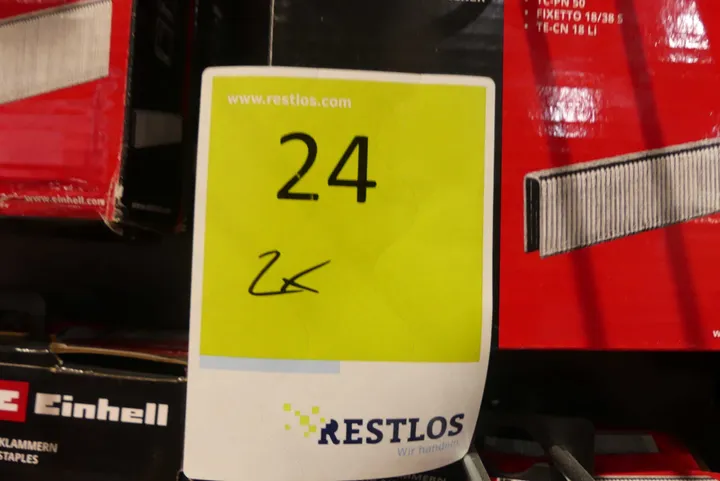 TC-PN 50
• FIXETTO 18/38 S
• TE-CN 18 Li
www.restlos.com
24
2x
www.einhell.com
Einhell
KLAMMERN
STAPLES
RESTLOS
Wir handeln